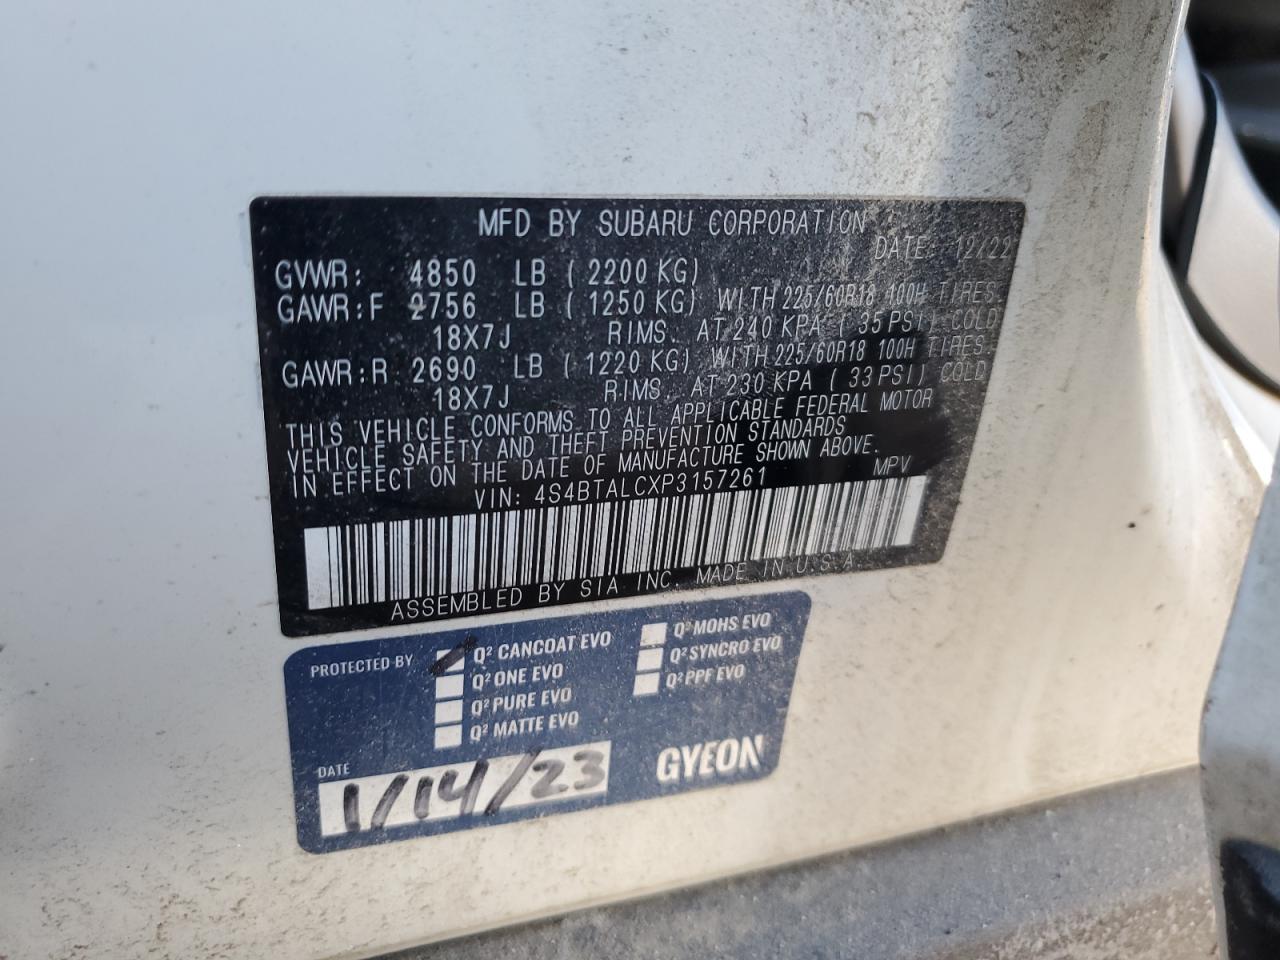 MFD BY SUBARU CORPORATION
DATE: 12/22
GVWR: 4850 LB ( 2200 KG)
GAWR:F 2756 LB ( 1250 KG) WITH 225/60R18 100H TIRES.
18X7J RIMS. AT 240 KPA ( 35 PSI) COLD
GAWR:R 2690 LB ( 1220 KG) WITH 225/60R18 100H TIRES.
18X7J RIMS. AT 230 KPA ( 33 PSI) COLD
THIS VEHICLE CONFORMS TO ALL APPLICABLE FEDERAL MOTOR
VEHICLE SAFETY AND THEFT PREVENTION STANDARDS
IN EFFECT ON THE DATE OF MANUFACTURE SHOWN ABOVE.
VIN: 4S4BTALCXP3157261 MPV
ASSEMBLED BY SIA INC. MADE IN U.S.A.
PROTECTED BY
Q² CANCOAT EVO
Q² ONE EVO
Q² PURE EVO
Q² MATTE EVO
Q² MOHS EVO
Q² SYNCRO EVO
Q² PPF EVO
DATE
1/14/23
GYEON